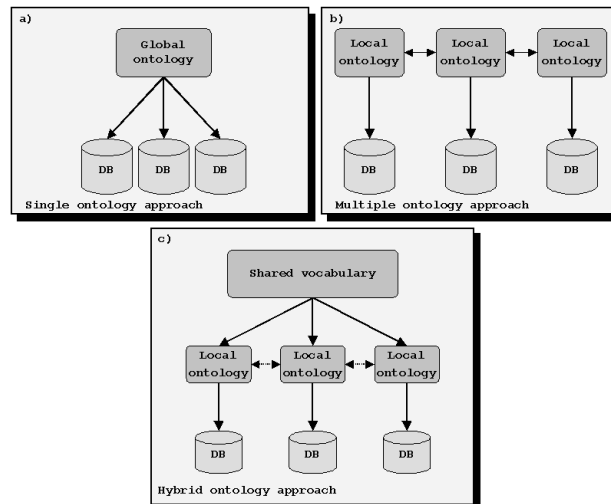 a)
Global
ontology
DB DB DB
Single ontology approach
b)
Local Local Local
ontology ontology ontology
DB DB DB
Multiple ontology approach
c)
Shared vocabulary
Local Local Local
ontology ontology ontology
DB DB DB
Hybrid ontology approach